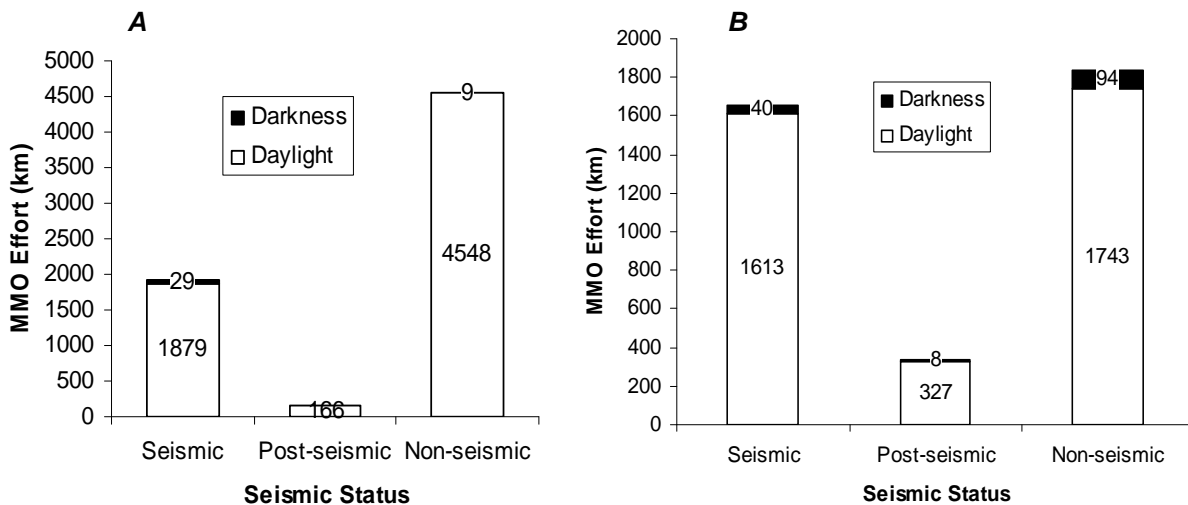 A
MMO Effort (km)
5000
4500
4000
3500
3000
2500
2000
1500
1000
500
0
Darkness
Daylight
29
1879
166
9
4548
Seismic Post-seismic Non-seismic
Seismic Status
B
MMO Effort (km)
2000
1800
1600
1400
1200
1000
800
600
400
200
0
Darkness
Daylight
40
1613
8
327
94
1743
Seismic Post-seismic Non-seismic
Seismic Status